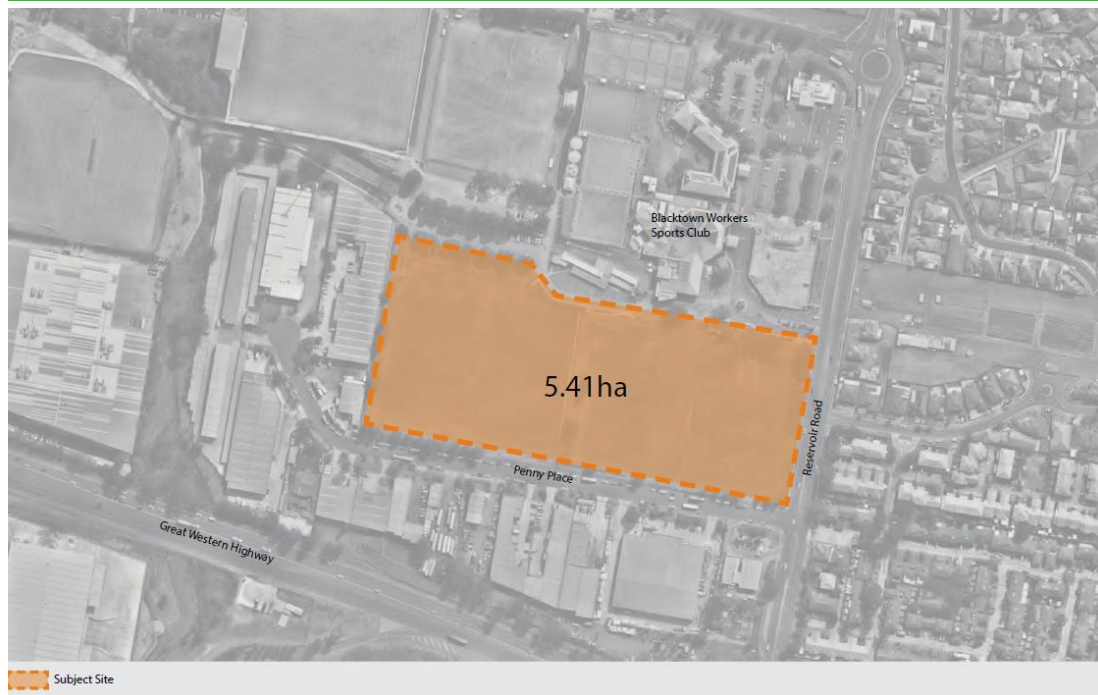 Blacktown Workers
Sports Club
5.41ha
Reservoir Road
Penny Place
Great Western Highway
Subject Site